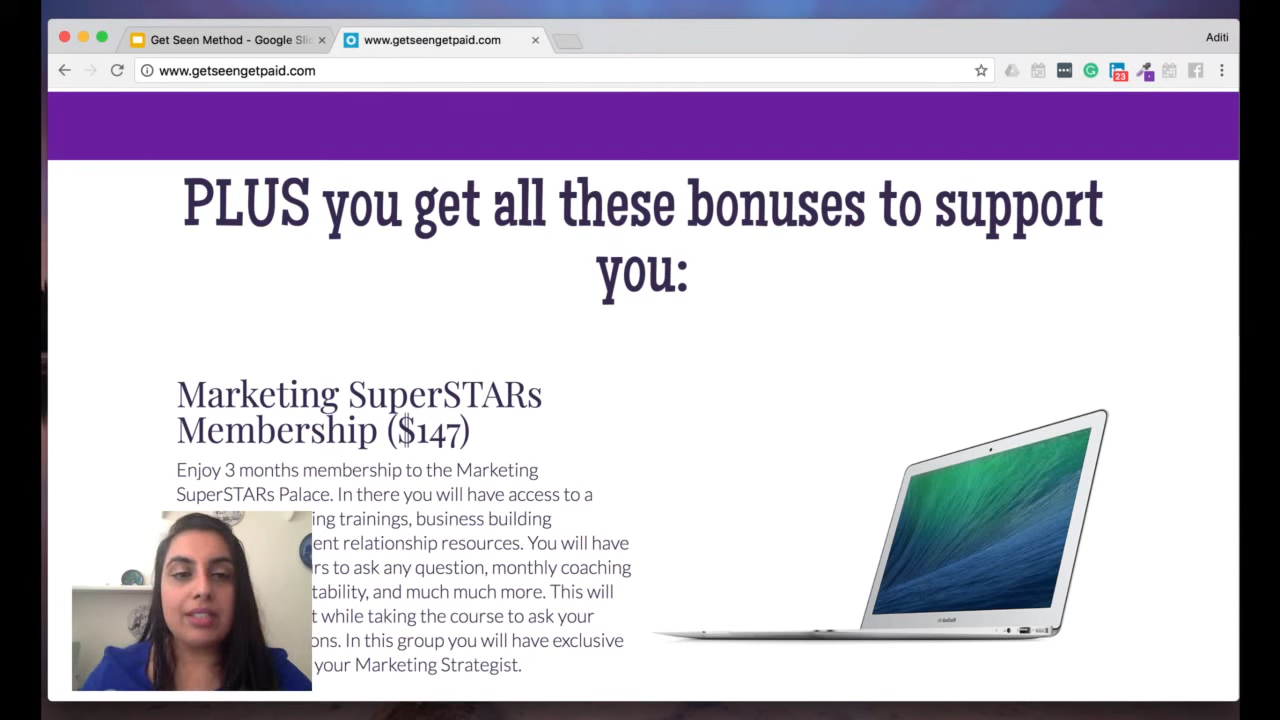 Get Seen Method - Google Slid
www.getseengetpaid.com
Aditi
www.getseengetpaid.com
23
PLUS you get all these bonuses to support
you:
Marketing SuperSTARs
Membership ($147)
Enjoy 3 months membership to the Marketing
SuperSTARs Palace. In there you will have access to a
ing trainings, business building
ent relationship resources. You will have
rs to ask any question, monthly coaching
tability, and much much more. This will
t while taking the course to ask your
ons. In this group you will have exclusive
your Marketing Strategist.